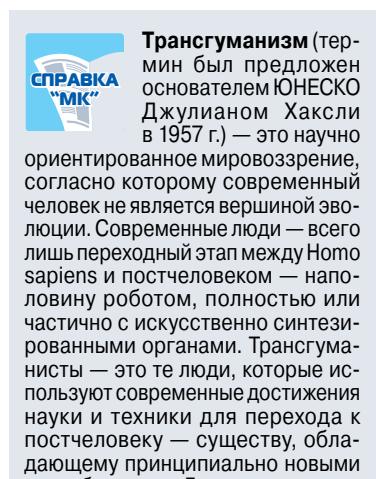 СПРАВКА
"МК"
Трансгуманизм (тер-
мин был предложен
основателем ЮНЕСКО
Джулианом Хаксли
в 1957 г.) — это научно
ориентированное мировоззрение,
согласно которому современный
человек не является вершиной эво-
люции. Современные люди — всего
лишь переходный этап между Homo
sapiens и постчеловеком — напо-
ловину роботом, полностью или
частично с искусственно синтези-
рованными органами. Трансгума-
нисты — это те люди, которые ис-
пользуют современные достижения
науки и техники для перехода к
постчеловеку — существу, обла-
дающему принципиально новыми